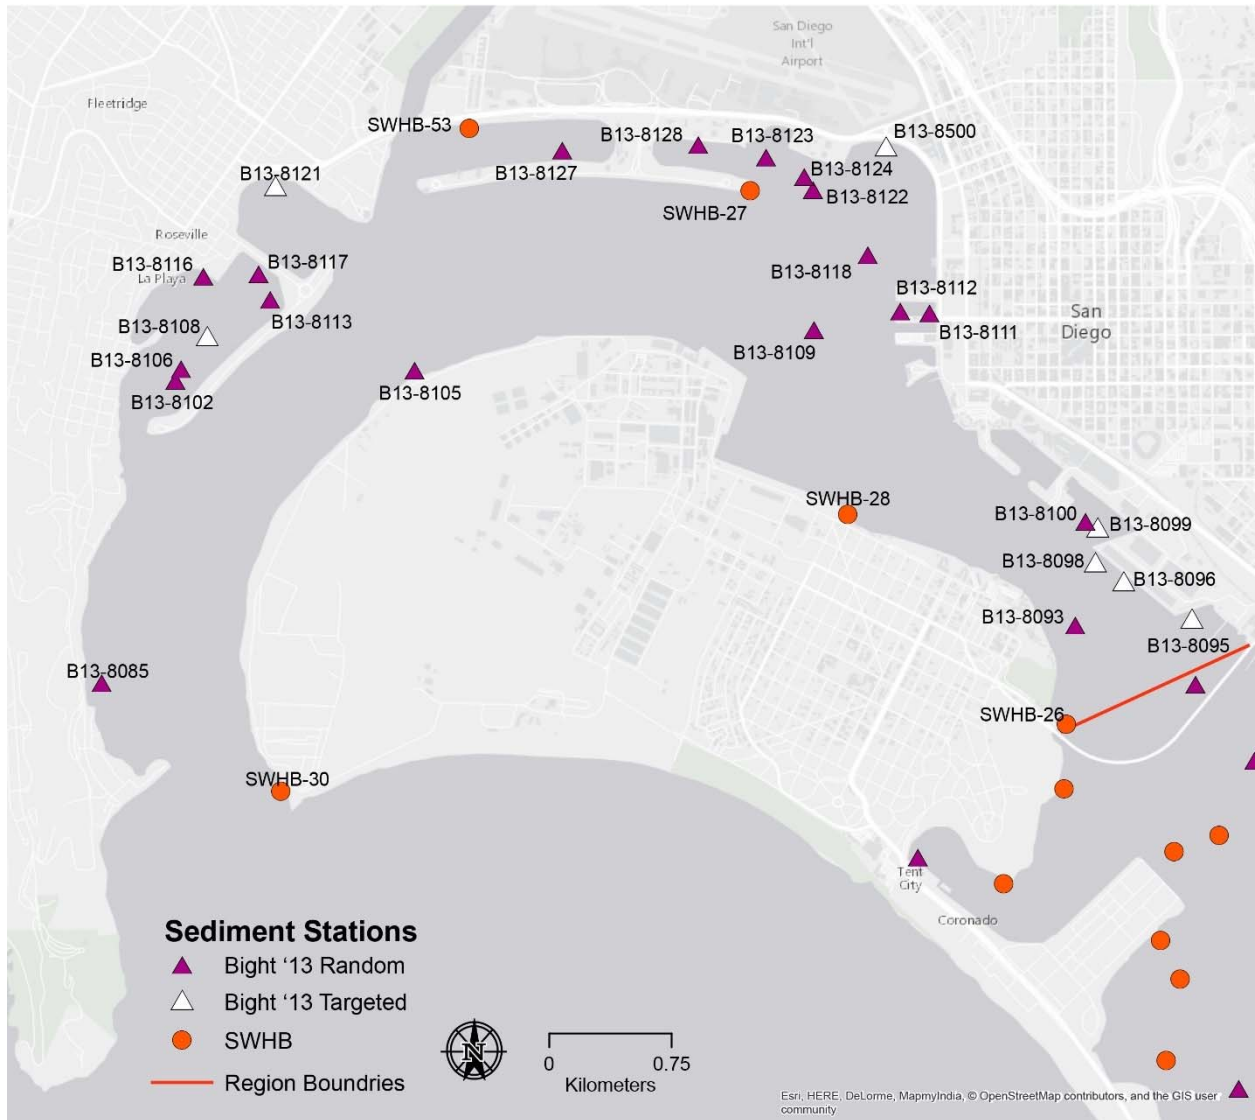 San Diego
Int'l
Airport
Fleetridge
SWHB-53
B13-8128
B13-8123
B13-8500
B13-8121
B13-8127
B13-8124
B13-8122
SWHB-27
Roseville
B13-8116
La Playa
B13-8117
B13-8118
B13-8112
B13-8113
B13-8108
B13-8111
San
Diego
B13-8109
B13-8106
B13-8102
B13-8105
SWHB-28
B13-8100
B13-8099
B13-8098
B13-8096
B13-8093
B13-8095
B13-8085
SWHB-26
SWHB-30
Tent
City
Coronado
Sediment Stations
Bight ‘13 Random
Bight ‘13 Targeted
SWHB
Region Boundries
N
0 0.75
Kilometers
Esri, HERE, DeLorme, MapmyIndia, © OpenStreetMap contributors, and the GIS user
community